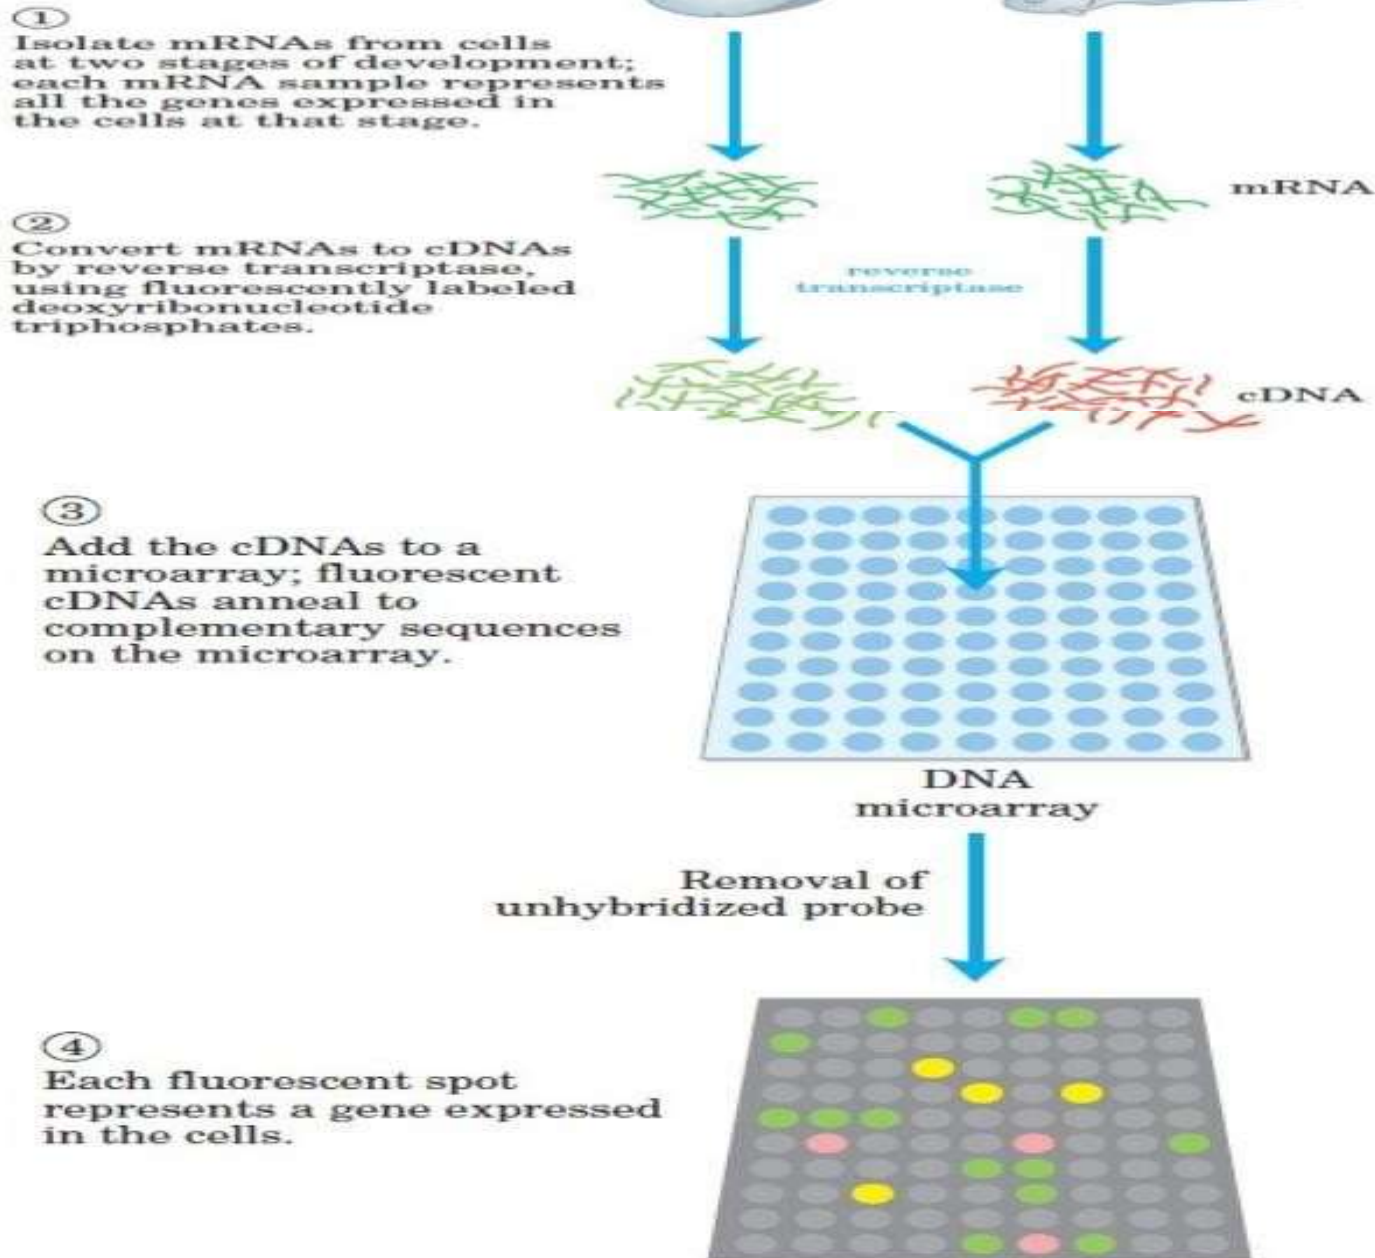 1
Isolate mRNAs from cells
at two stages of development;
each mRNA sample represents
all the genes expressed in
the cells at that stage.
mRNA
2
Convert mRNAs to cDNAs
by reverse transcriptase,
using fluorescently labeled
deoxyribonucleotide
triphosphates.
reverse
transcriptase
cDNA
3
Add the cDNAs to a
microarray; fluorescent
cDNAs anneal to
complementary sequences
on the microarray.
DNA
microarray
Removal of
unhybridized probe
4
Each fluorescent spot
represents a gene expressed
in the cells.